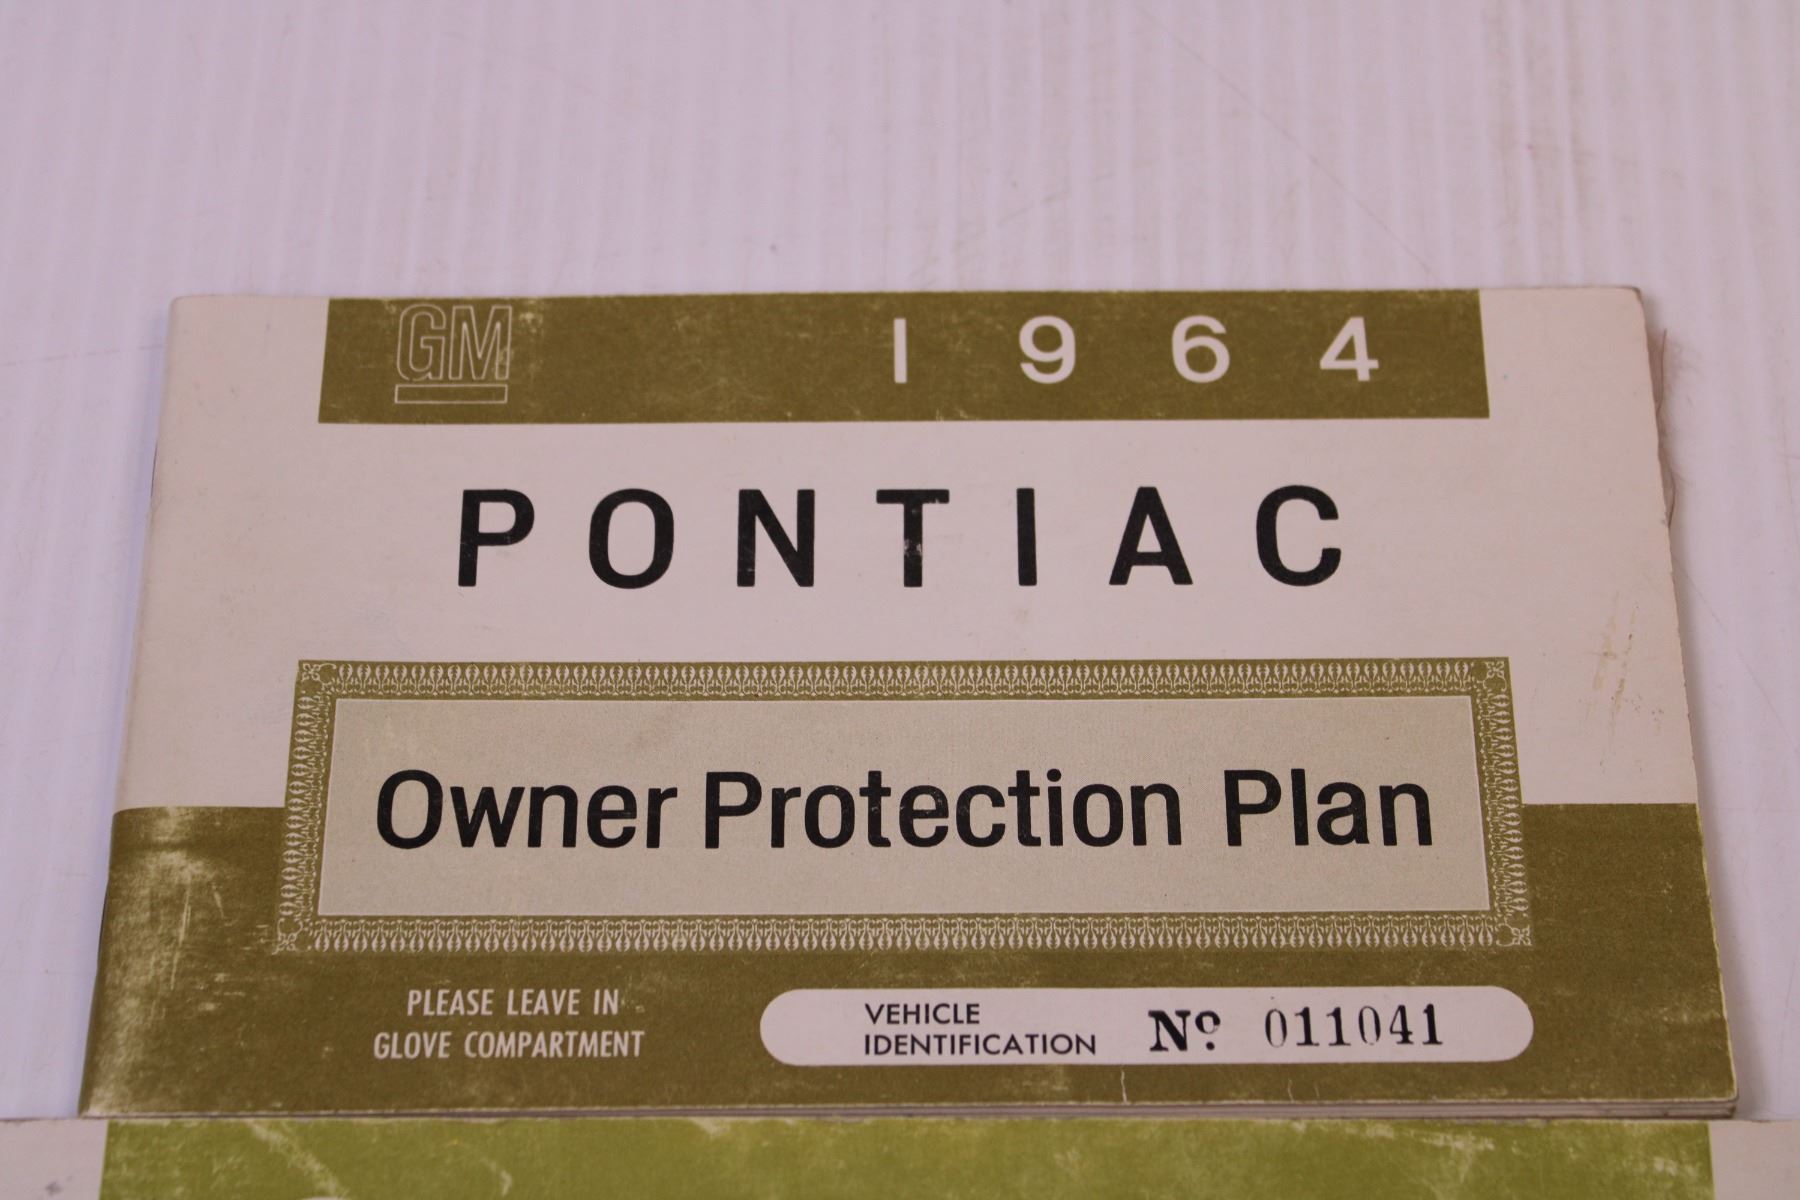 GM 1964
PONTIAC
Owner Protection Plan
PLEASE LEAVE IN
GLOVE COMPARTMENT
VEHICLE
IDENTIFICATION
Nº 011041